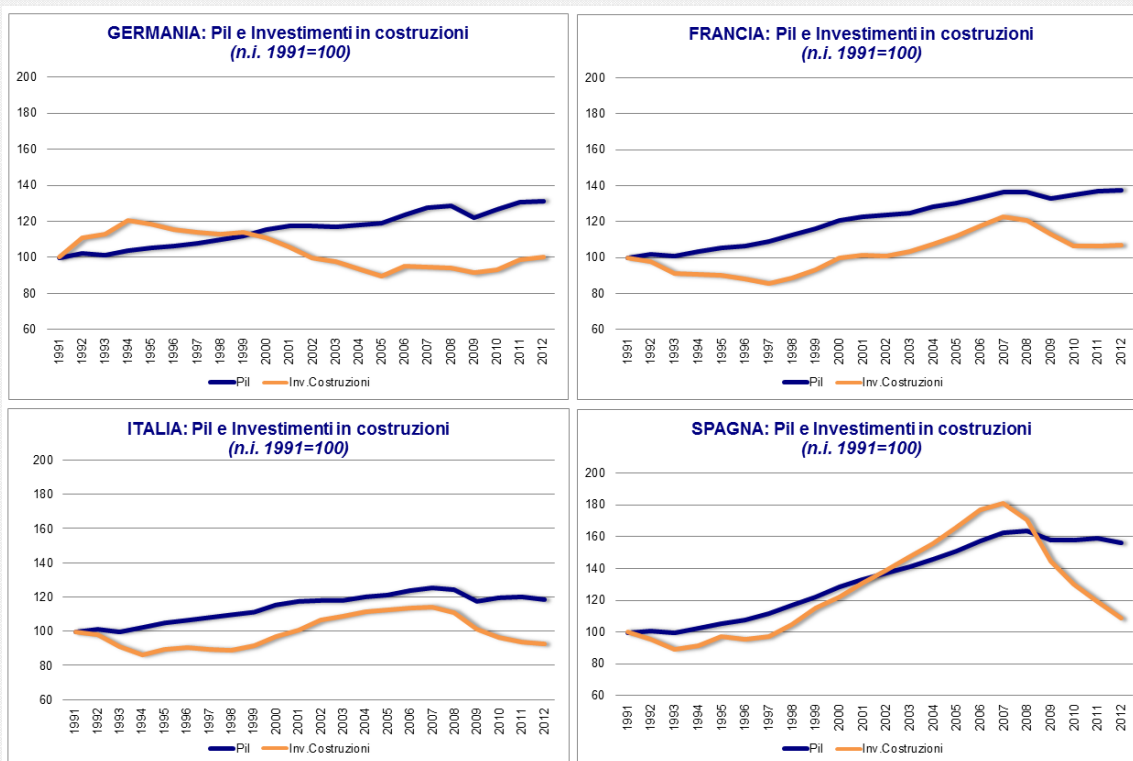 GERMANIA: Pil e Investimenti in costruzioni
(n.i. 1991=100)
200
180
160
140
120
100
80
60
1991 1992 1993 1994 1995 1996 1997 1998 1999 2000 2001 2002 2003 2004 2005 2006 2007 2008 2009 2010 2011 2012
Pil Inv.Costruzioni
FRANCIA: Pil e Investimenti in costruzioni
(n.i. 1991=100)
200
180
160
140
120
100
80
60
1991 1992 1993 1994 1995 1996 1997 1998 1999 2000 2001 2002 2003 2004 2005 2006 2007 2008 2009 2010 2011 2012
Pil Inv.Costruzioni
ITALIA: Pil e Investimenti in costruzioni
(n.i. 1991=100)
200
180
160
140
120
100
80
60
1991 1992 1993 1994 1995 1996 1997 1998 1999 2000 2001 2002 2003 2004 2005 2006 2007 2008 2009 2010 2011 2012
Pil Inv.Costruzioni
SPAGNA: Pil e Investimenti in costruzioni
(n.i. 1991=100)
200
180
160
140
120
100
80
60
1991 1992 1993 1994 1995 1996 1997 1998 1999 2000 2001 2002 2003 2004 2005 2006 2007 2008 2009 2010 2011 2012
Pil Inv.Costruzioni